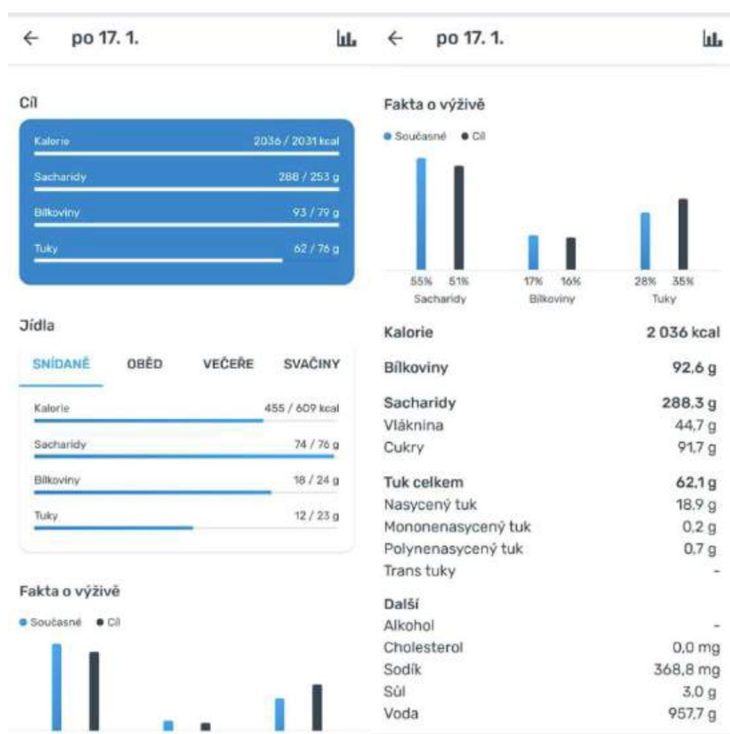 po 17. 1.
Cíl
Kalorie 2036 / 2031 kcal
Sacharidy 288 / 253 g
Bílkoviny 93 / 79 g
Tuky 62 / 76 g
Jídla
SNÍDANĚ OBĚD VEČEŘE SVAČINY
Kalorie 455 / 609 kcal
Sacharidy 74 / 76 g
Bílkoviny 18 / 24 g
Tuky 12 / 23 g
Fakta o výživě
Současné Cíl
po 17. 1.
Fakta o výživě
Současné Cíl
55% 51% 17% 16% 28% 35%
Sacharidy Bílkoviny Tuky
Kalorie 2 036 kcal
Bílkoviny 92,6 g
Sacharidy 288,3 g
Vláknina 44,7 g
Cukry 91,7 g
Tuk celkem 62,1 g
Nasycený tuk 18,9 g
Mononenasycený tuk 0,2 g
Polynenasycený tuk 0,7 g
Trans tuky -
Další
Alkohol -
Cholesterol 0,0 mg
Sodík 368,8 mg
Sůl 3,0 g
Voda 957,7 g